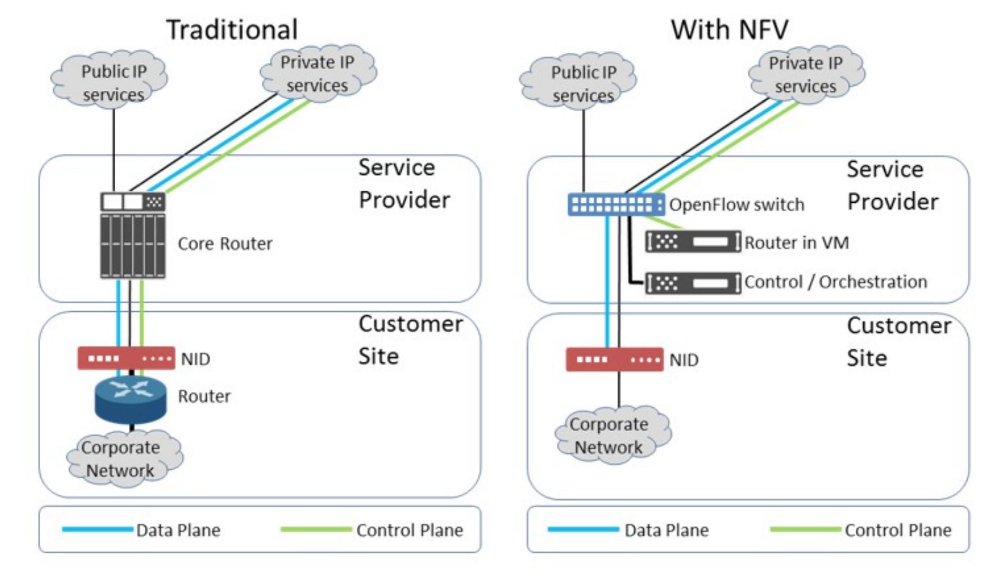 Traditional
Public IP
services
Private IP
services
Service
Provider
Core Router
Customer
Site
NID
Router
Corporate
Network
Data Plane
Control Plane
With NFV
Public IP
services
Private IP
services
Service
Provider
OpenFlow switch
Router in VM
Control / Orchestration
Customer
Site
NID
Corporate
Network
Data Plane
Control Plane